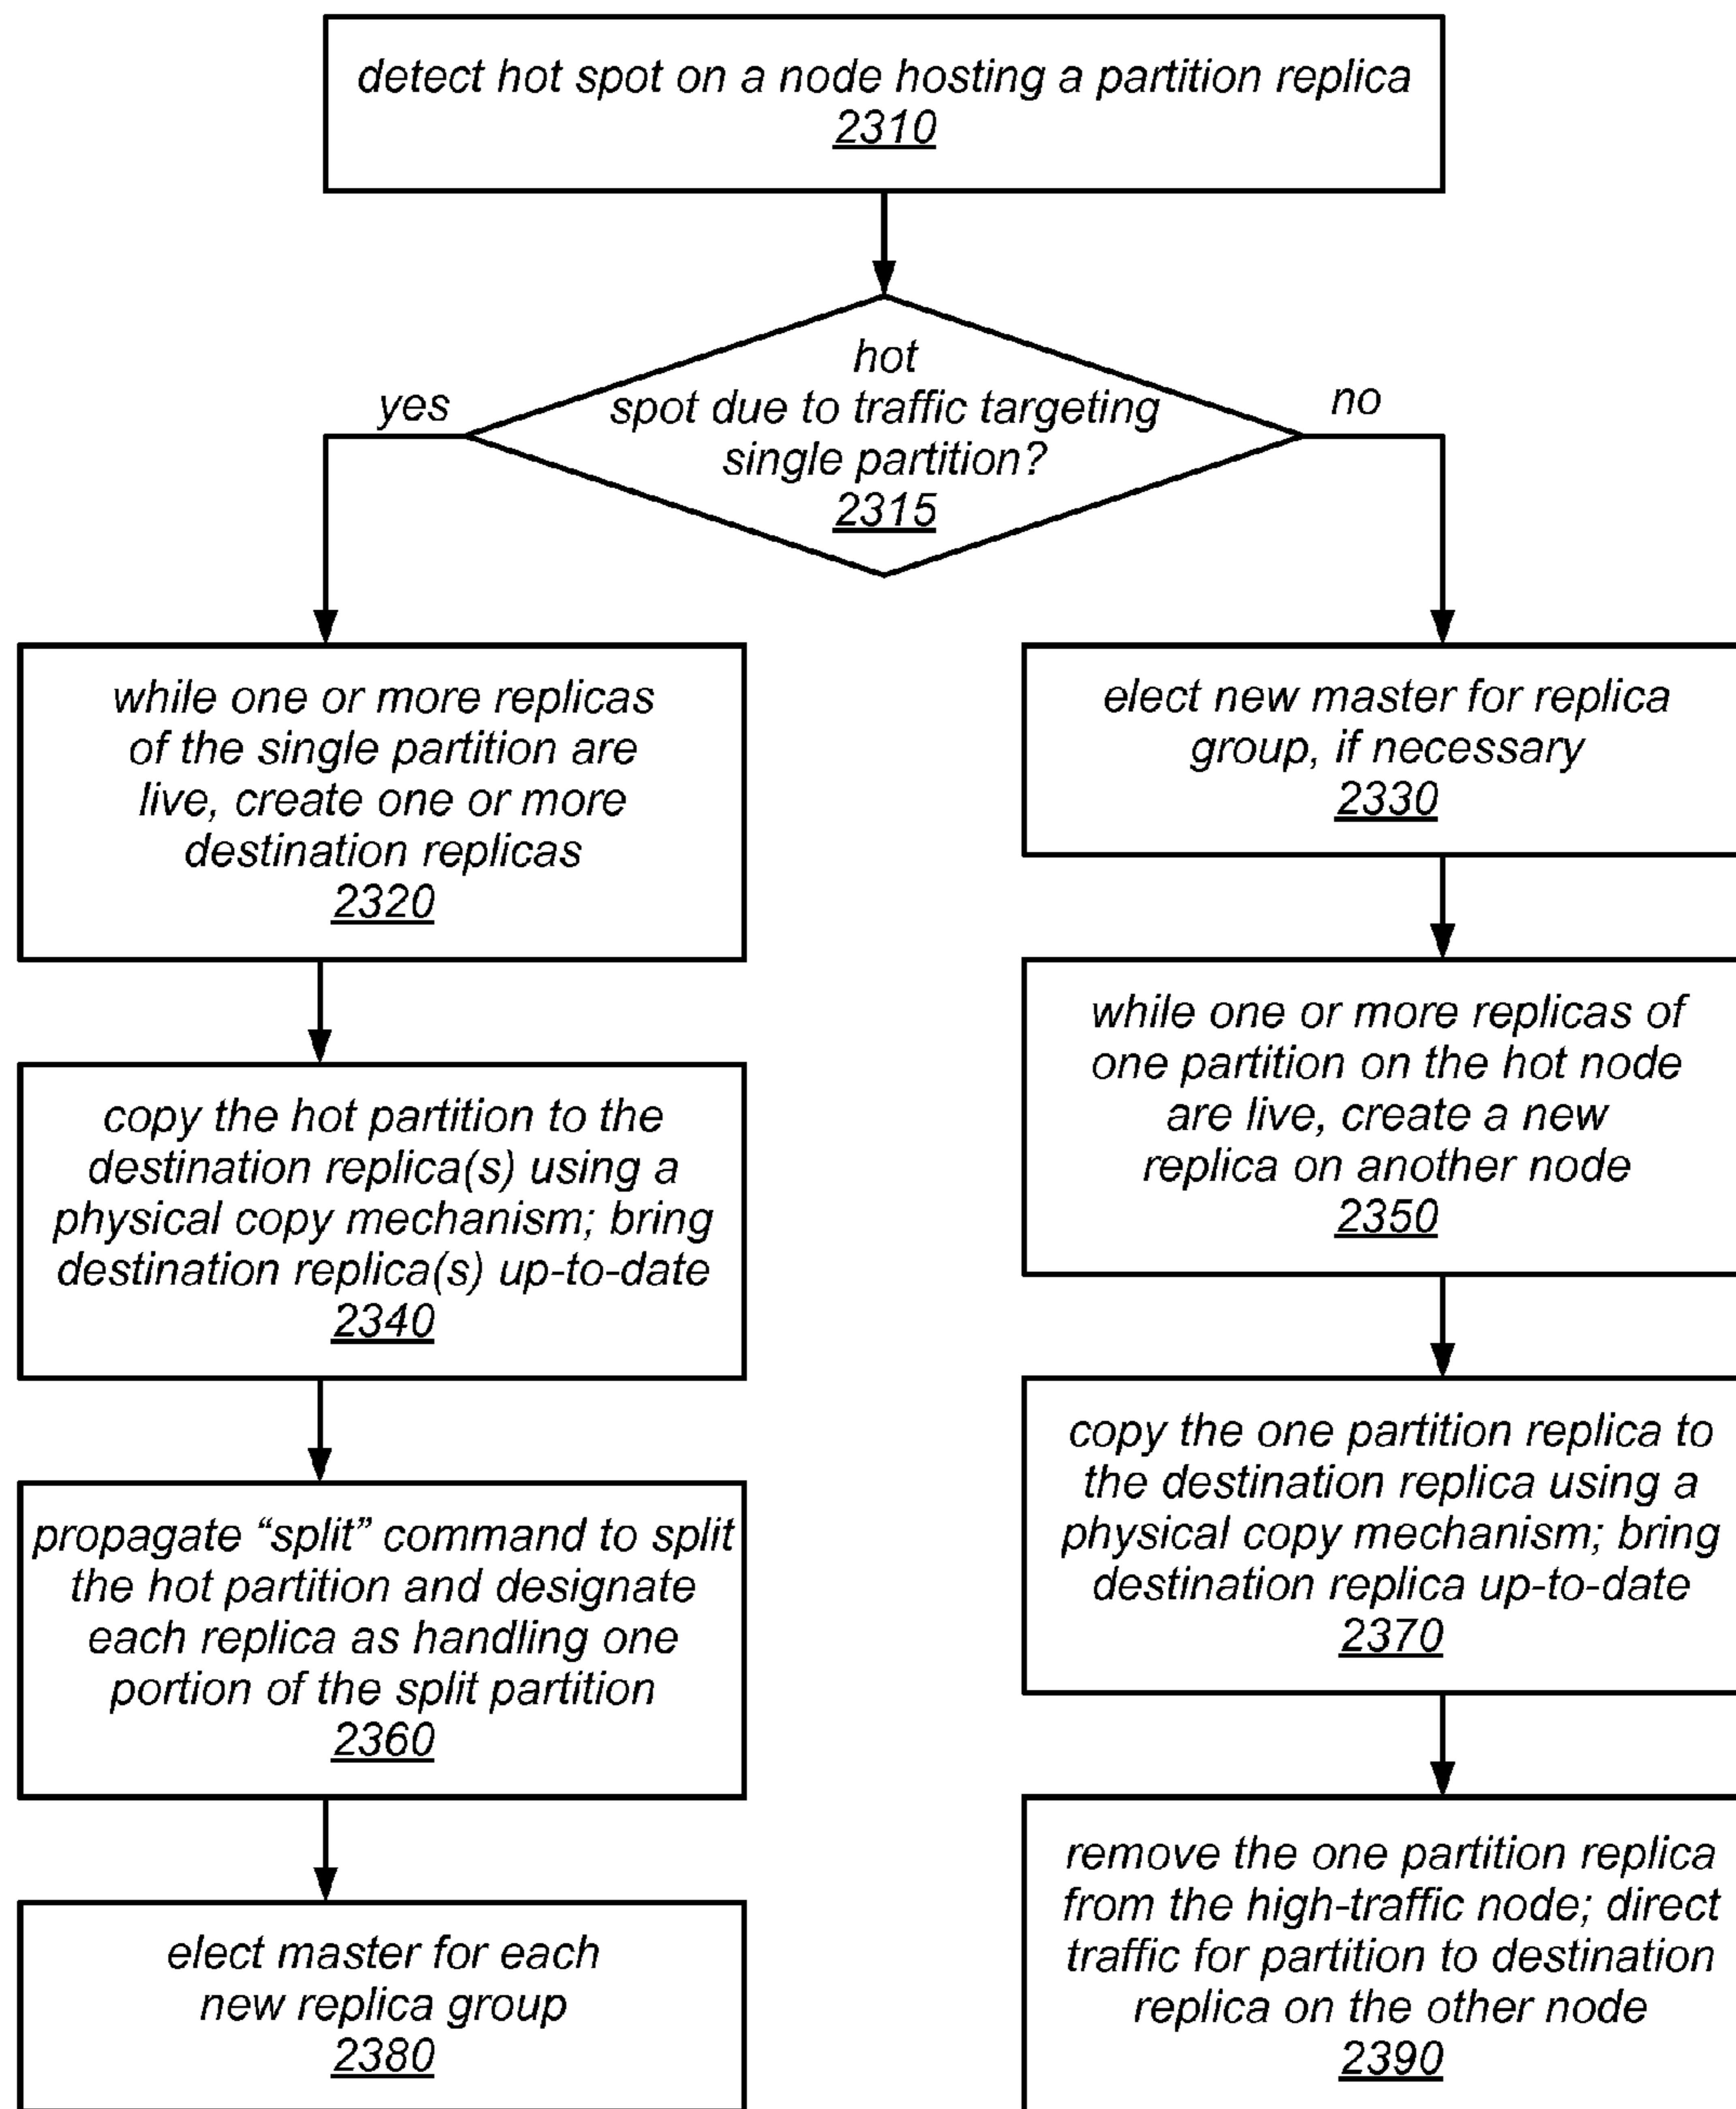 detect hot spot on a node hosting a partition replica
2310
hot
spot due to traffic targeting
single partition?
2315
yes
no
while one or more replicas
of the single partition are
live, create one or more
destination replicas
2320
copy the hot partition to the
destination replica(s) using a
physical copy mechanism; bring
destination replica(s) up-to-date
2340
propagate “split” command to split
the hot partition and designate
each replica as handling one
portion of the split partition
2360
elect master for each
new replica group
2380
elect new master for replica
group, if necessary
2330
while one or more replicas of
one partition on the hot node
are live, create a new
replica on another node
2350
copy the one partition replica to
the destination replica using a
physical copy mechanism; bring
destination replica up-to-date
2370
remove the one partition replica
from the high-traffic node; direct
traffic for partition to destination
replica on the other node
2390